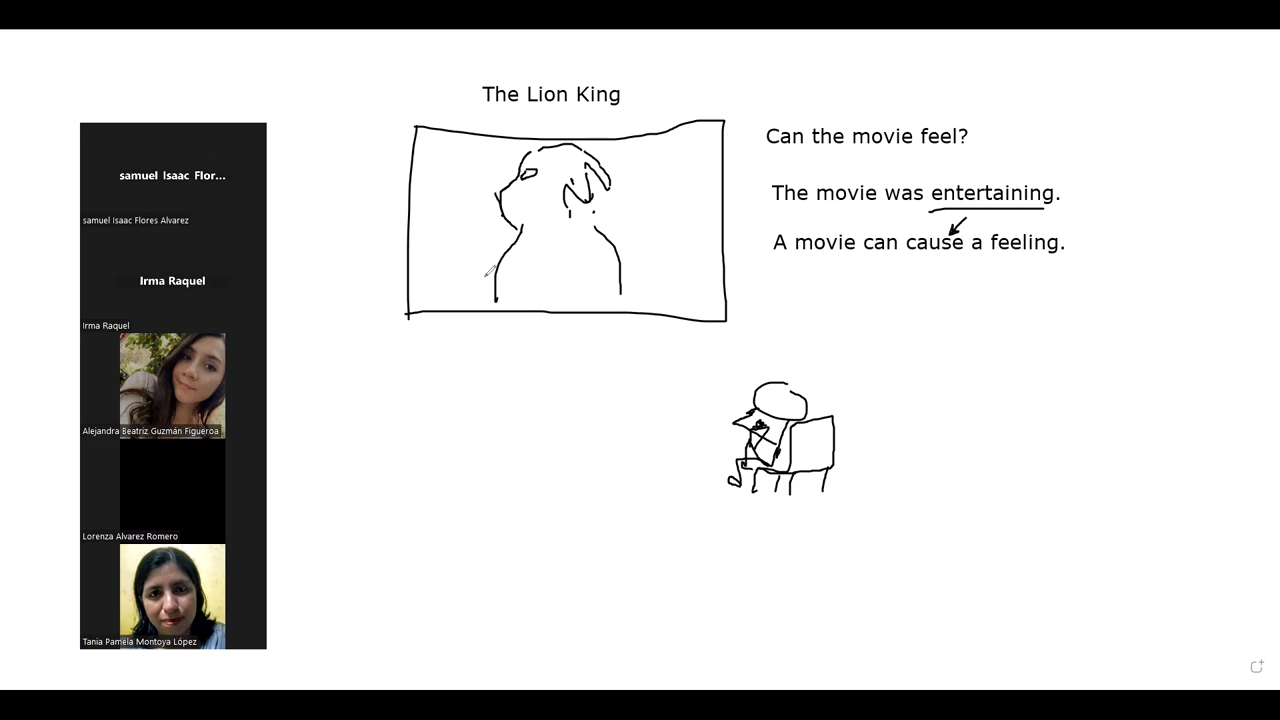 The Lion King
Can the movie feel?
The movie was entertaining.
A movie can cause a feeling.
samuel Isaac Flor...
samuel Isaac Flores Alvarez
Irma Raquel
Irma Raquel
Alejandra Beatriz Guzmán Figueroa
Lorenza Alvarez Romero
Tania Pamela Montoya López